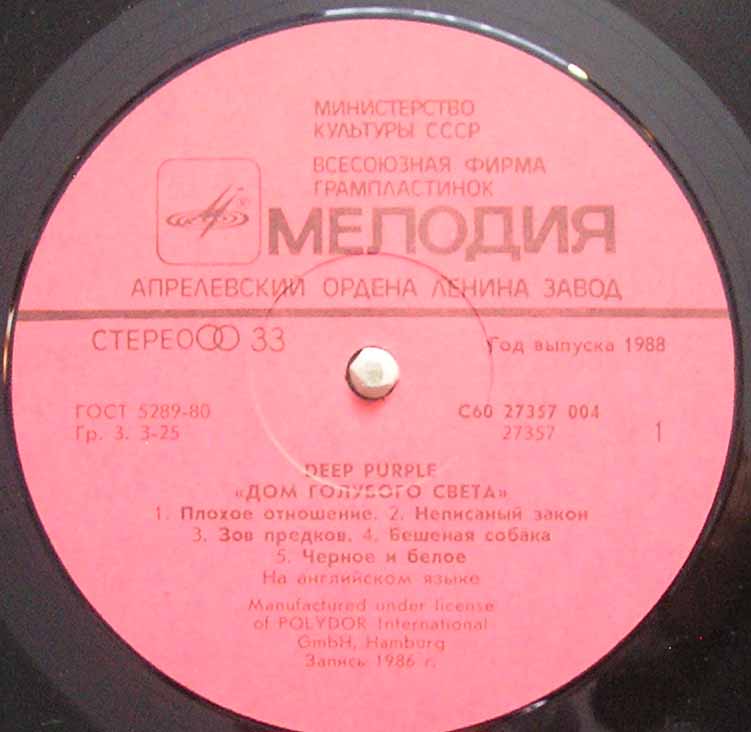 МИНИСТЕРСТВО
КУЛЬТУРЫ СССР
ВСЕСОЮЗНАЯ ФИРМА
ГРАМПЛАСТИНОК
МЕЛОДИЯ
АПРЕЛЕВСКИЙ ОРДЕНА ЛЕНИНА ЗАВОД
СТЕРЕО 33
Год выпуска 1988
ГОСТ 5289-80
Гр. 3. 3-25
С60 27357 004
27357
1
DEEP PURPLE
«ДОМ ГОЛУБОГО СВЕТА»
1. Плохое отношение. 2. Неписаный закон
3. Зов предков. 4. Бешеная собака
5. Черное и белое
На английском языке
Manufactured under license
of POLYDOR International
GmbH, Hamburg
Запись 1986 г.